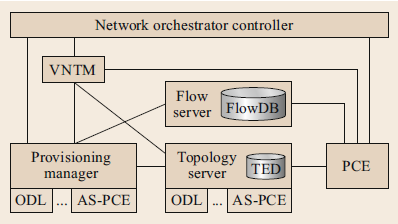 Network orchestrator controller
VNTM
Flow
server
FlowDB
Provisioning
manager
Topology
server
TED
PCE
ODL ... AS-PCE
ODL ... AS-PCE